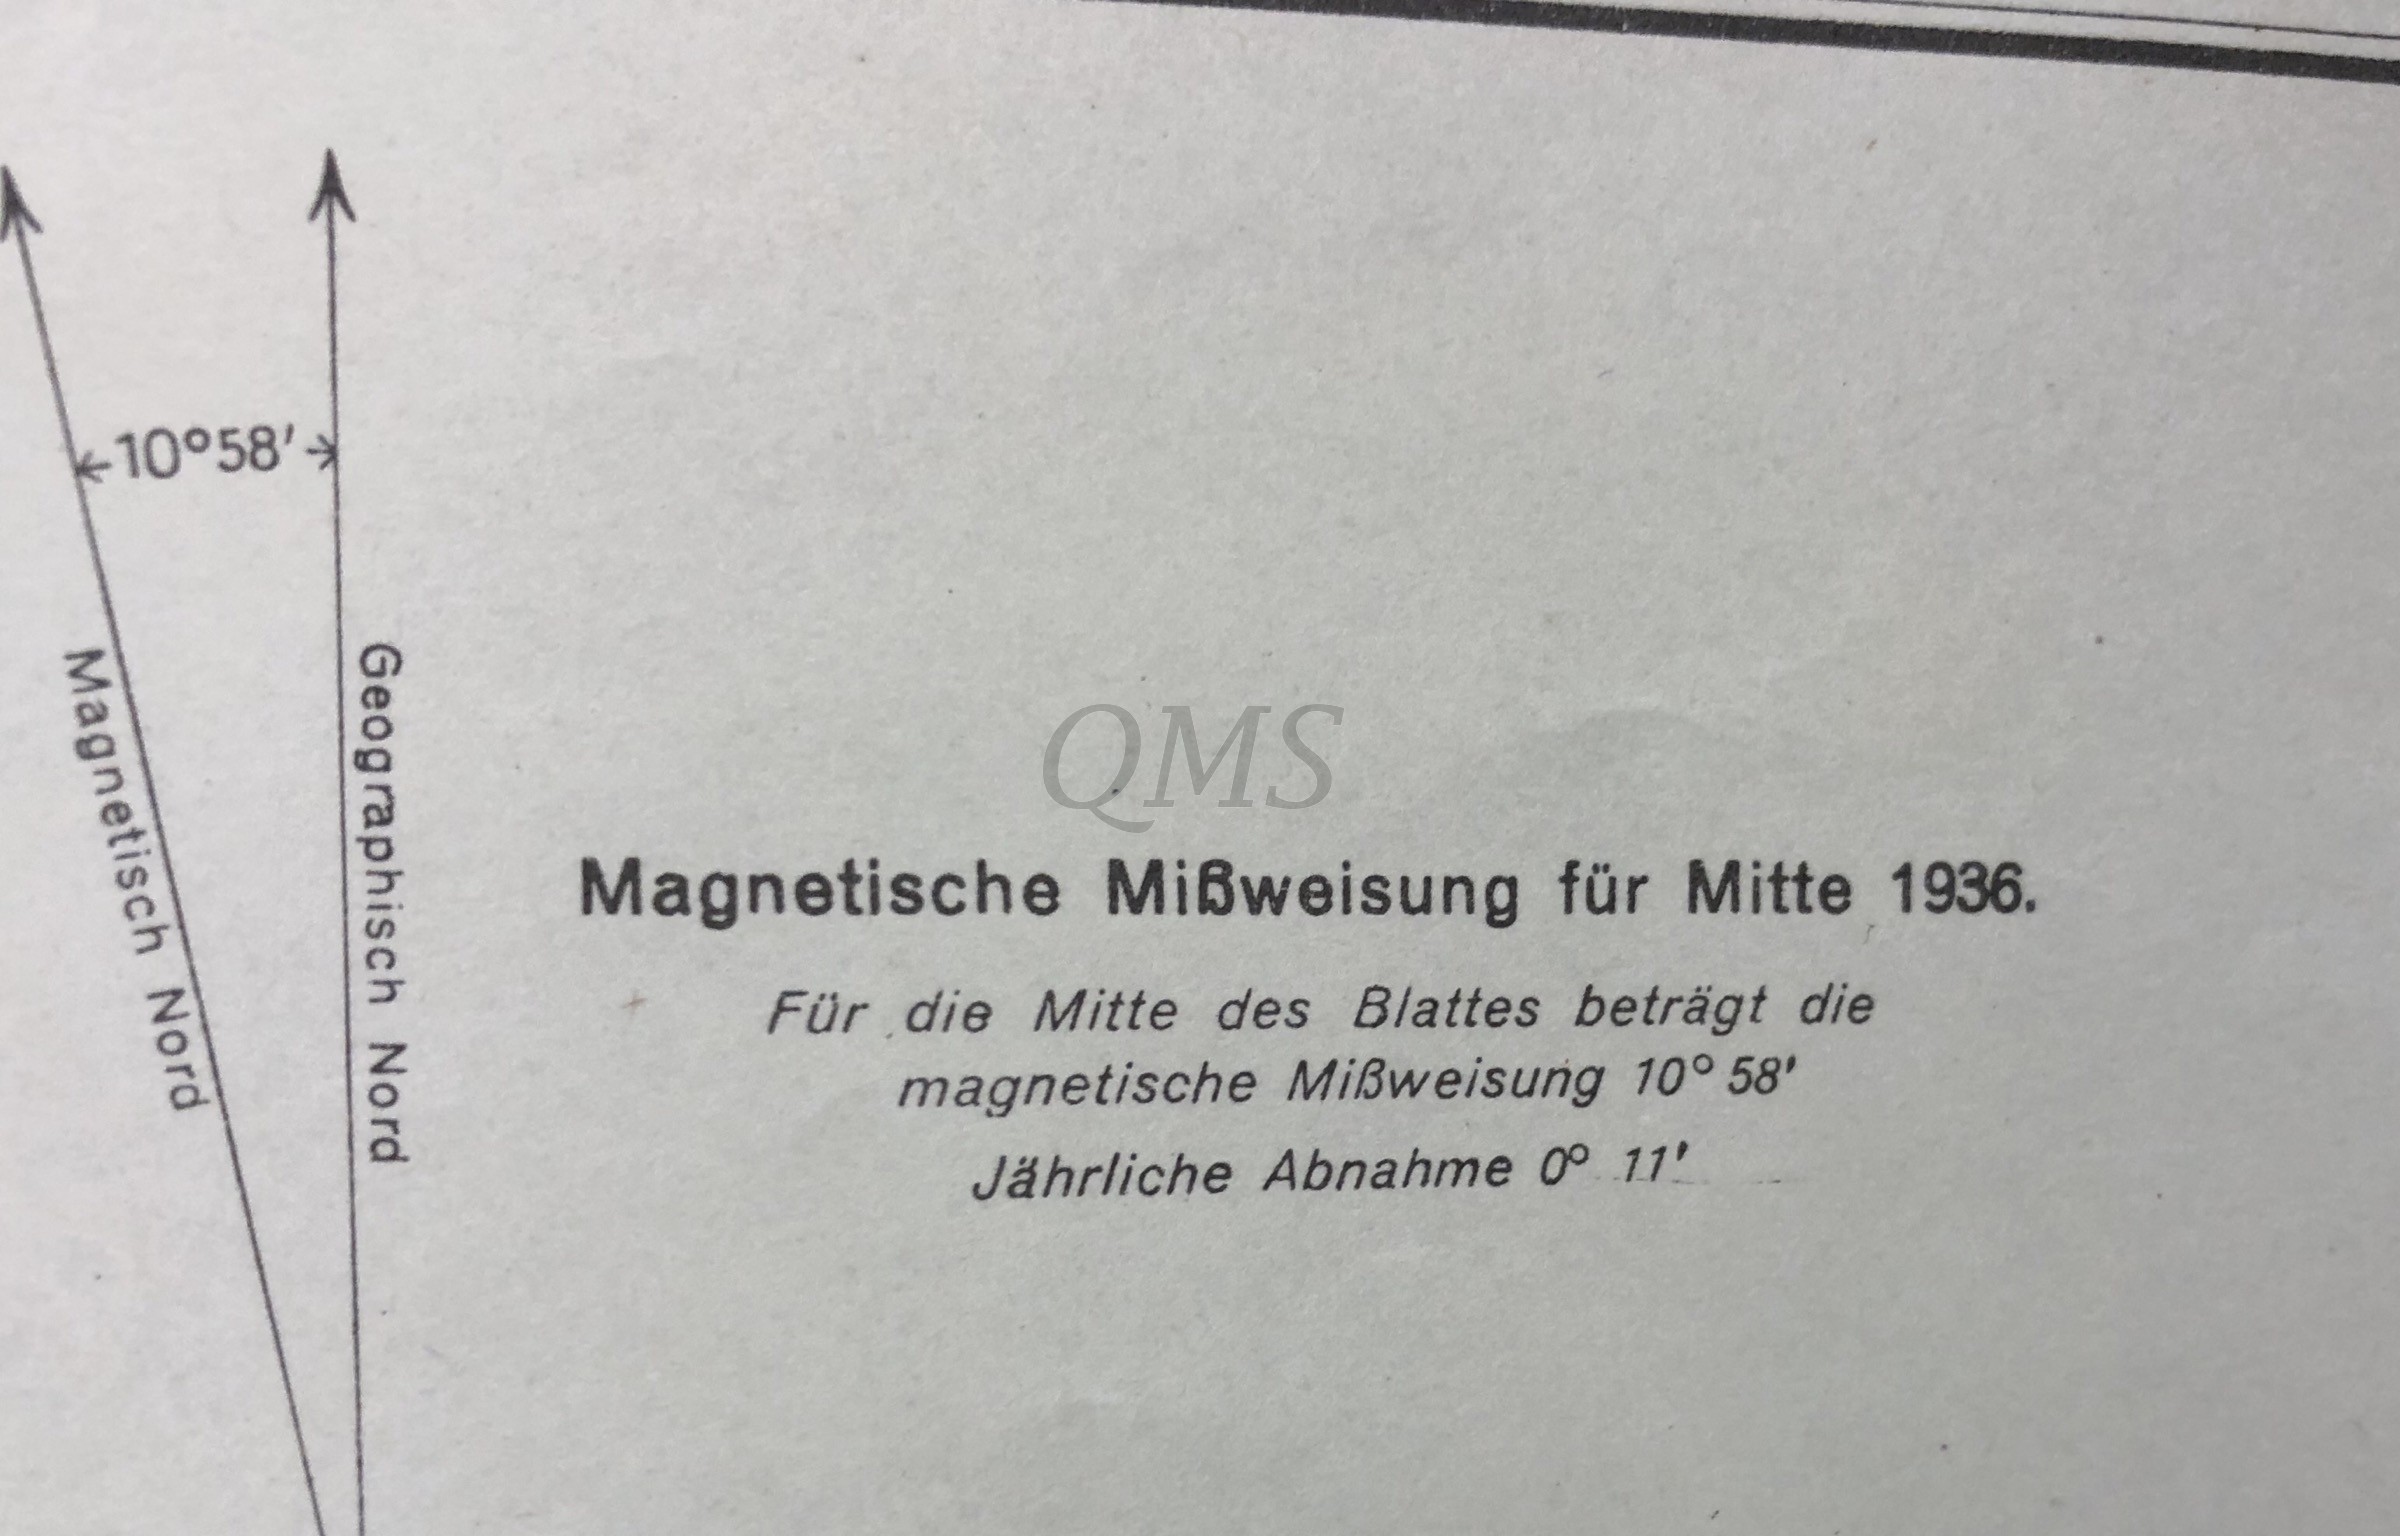 10°58'
Magnetisch Nord
Geographisch Nord
QMS
Magnetische Mißweisung für Mitte 1936.
Für die Mitte des Blattes beträgt die
magnetische Mißweisung 10° 58'
Jährliche Abnahme 0° 11'